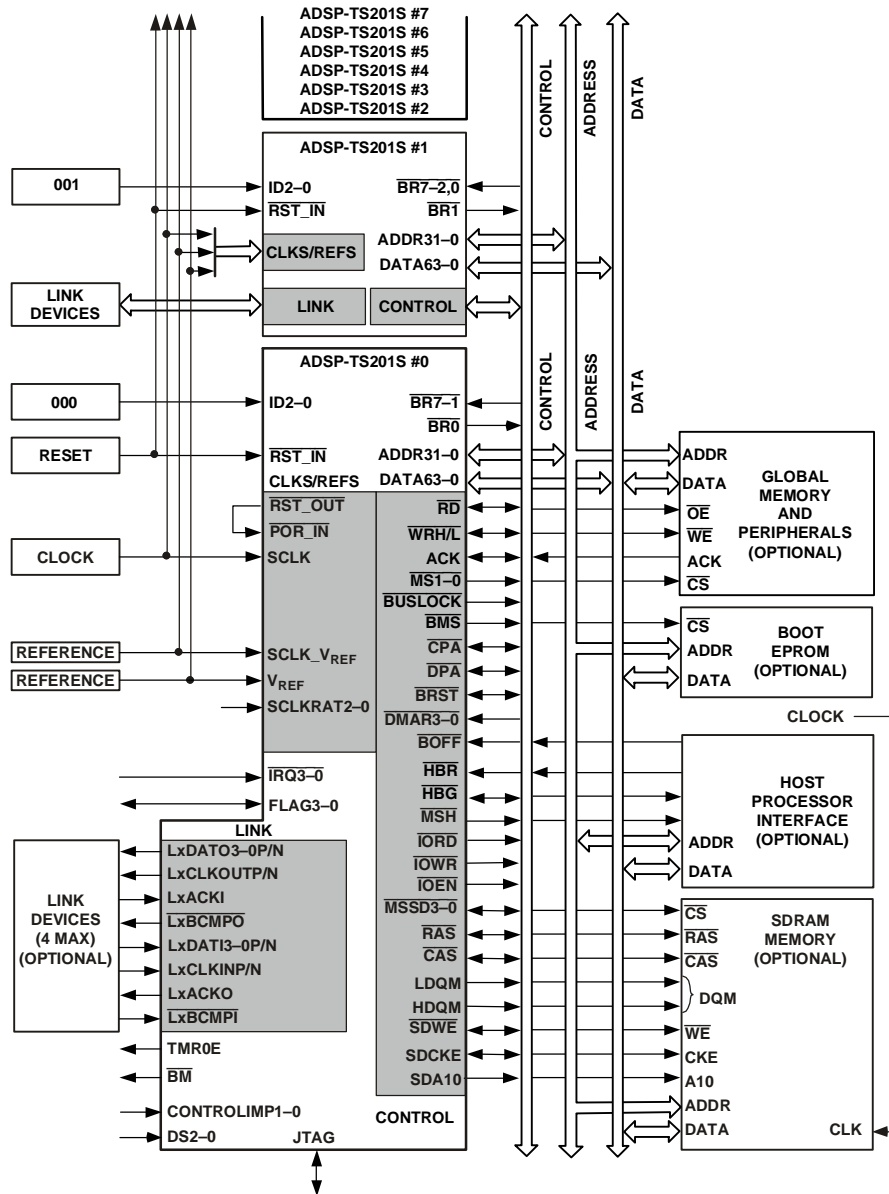 ADSP-TS201S #7
ADSP-TS201S #6
ADSP-TS201S #5
ADSP-TS201S #4
ADSP-TS201S #3
ADSP-TS201S #2
CONTROL
ADDRESS
DATA
ADSP-TS201S #1
001
ID2–0
BR7–2,0
RST_IN
BR1
ADDR31–0
CLKS/REFS
DATA63–0
LINK
DEVICES
LINK
CONTROL
ADSP-TS201S #0
CONTROL
ADDRESS
DATA
000
ID2–0
BR7–1
BR0
RESET
RST_IN
ADDR31–0
CLKS/REFS
DATA63–0
RST_OUT
RD
POR_IN
WRH/L
CLOCK
SCLK
ACK
MS1–0
BUSLOCK
BMS
REFERENCE
SCLK_VREF
CPA
REFERENCE
VREF
DPA
SCLKRAT2–0
BRST
DMAR3–0
BOFF
IRQ3–0
HBR
FLAG3–0
HBG
MSH
LINK
IORD
LxDATO3–0P/N
IOWR
LxCLKOUTP/N
IOEN
LxACKI
MSSD3–0
LxBCMPO
RAS
LxDATI3–0P/N
CAS
LxCLKINP/N
LDQM
LxACKO
HDQM
LxBCMPI
SDWE
LINK
DEVICES
(4 MAX)
(OPTIONAL)
TMR0E
SDCKE
BM
SDA10
CONTROLIMP1–0
CONTROL
DS2–0
JTAG
ADDR
DATA
OE
WE
ACK
CS
GLOBAL
MEMORY
AND
PERIPHERALS
(OPTIONAL)
CS
ADDR
DATA
BOOT
EPROM
(OPTIONAL)
CLOCK
HOST
PROCESSOR
INTERFACE
(OPTIONAL)
ADDR
DATA
CS
RAS
CAS
SDRAM
MEMORY
(OPTIONAL)
DQM
WE
CKE
A10
ADDR
DATA
CLK